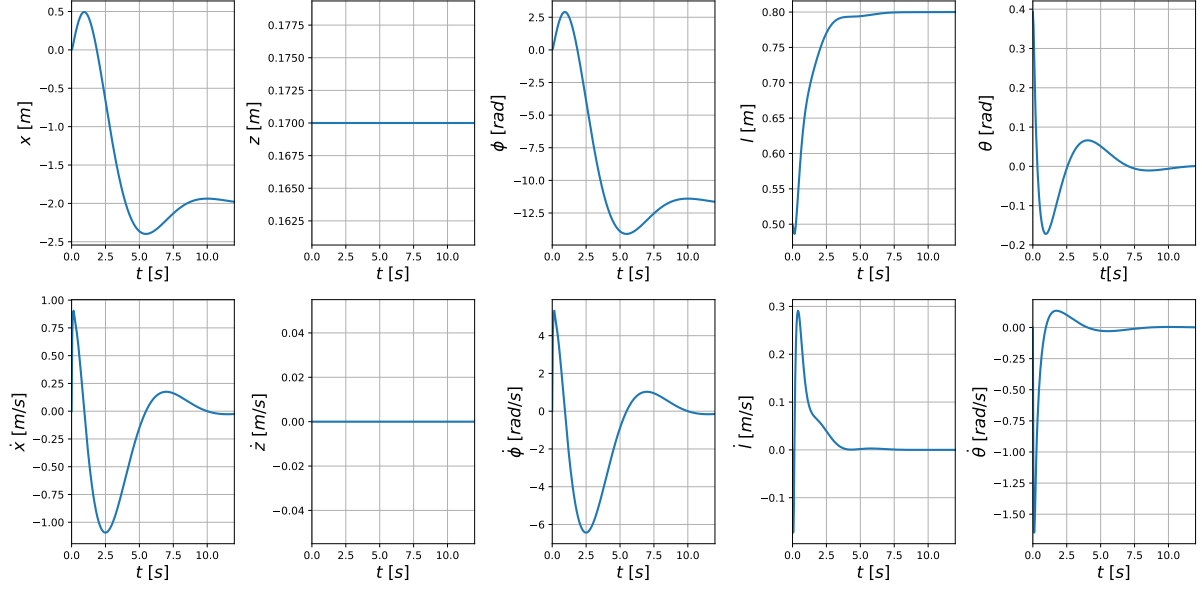 0.5
0.0
−0.5
−1.0
−1.5
−2.0
−2.5
x [m]
0.0 2.5 5.0 7.5 10.0
t [s]
0.1775
0.1750
0.1725
0.1700
0.1675
0.1650
0.1625
z [m]
0.0 2.5 5.0 7.5 10.0
t [s]
2.5
0.0
−2.5
−5.0
−7.5
−10.0
−12.5
ϕ [rad]
0.0 2.5 5.0 7.5 10.0
t [s]
0.80
0.75
0.70
0.65
0.60
0.55
0.50
l [m]
0.0 2.5 5.0 7.5 10.0
t [s]
0.4
0.3
0.2
0.1
0.0
−0.1
−0.2
θ [rad]
0.0 2.5 5.0 7.5 10.0
t[s]
1.00
0.75
0.50
0.25
0.00
−0.25
−0.50
−0.75
−1.00
ẋ [m/s]
0.0 2.5 5.0 7.5 10.0
t [s]
0.04
0.02
0.00
−0.02
−0.04
ż [m/s]
0.0 2.5 5.0 7.5 10.0
t [s]
4
2
0
−2
−4
−6
ϕ̇ [rad/s]
0.0 2.5 5.0 7.5 10.0
t [s]
0.3
0.2
0.1
0.0
−0.1
l̇ [m/s]
0.0 2.5 5.0 7.5 10.0
t [s]
0.00
−0.25
−0.50
−0.75
−1.00
−1.25
−1.50
θ̇ [rad/s]
0.0 2.5 5.0 7.5 10.0
t [s]